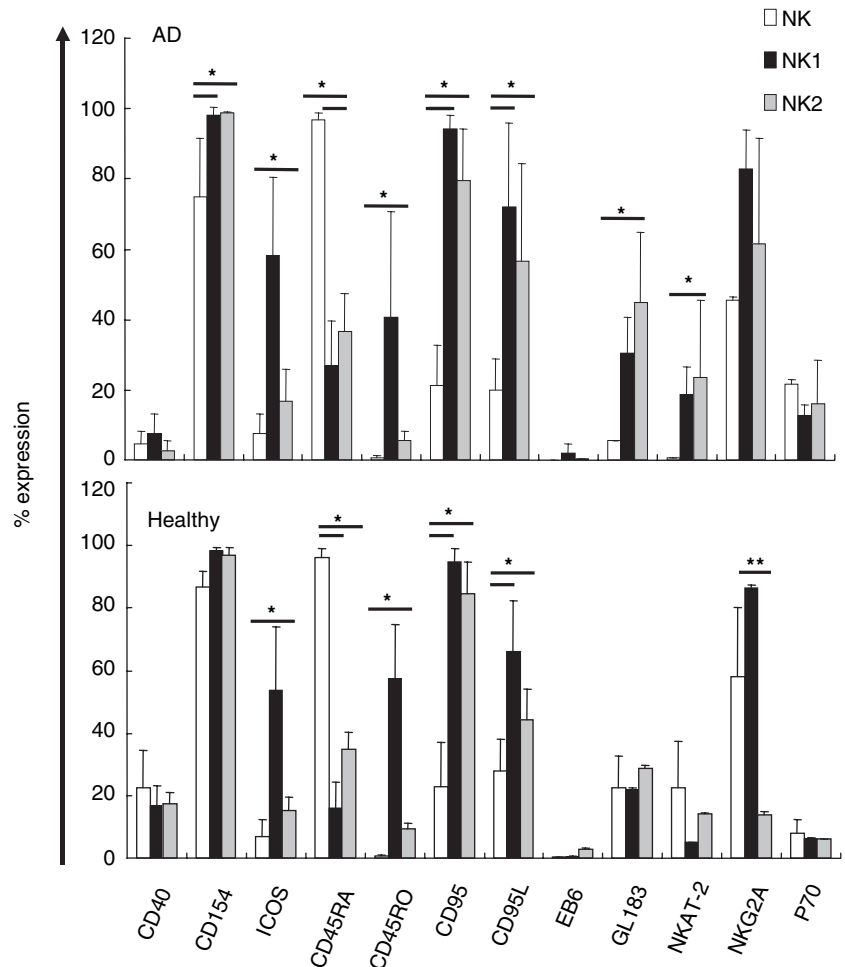 NK
NK1
NK2
% expression
AD
120
100
80
60
40
20
0
* * * * * * * *
Healthy
120
100
80
60
40
20
0
* * * * * **
CD40 CD154 ICOS CD45RA CD45RO CD95 CD95L EB6 GL183 NKAT-2 NKG2A P70